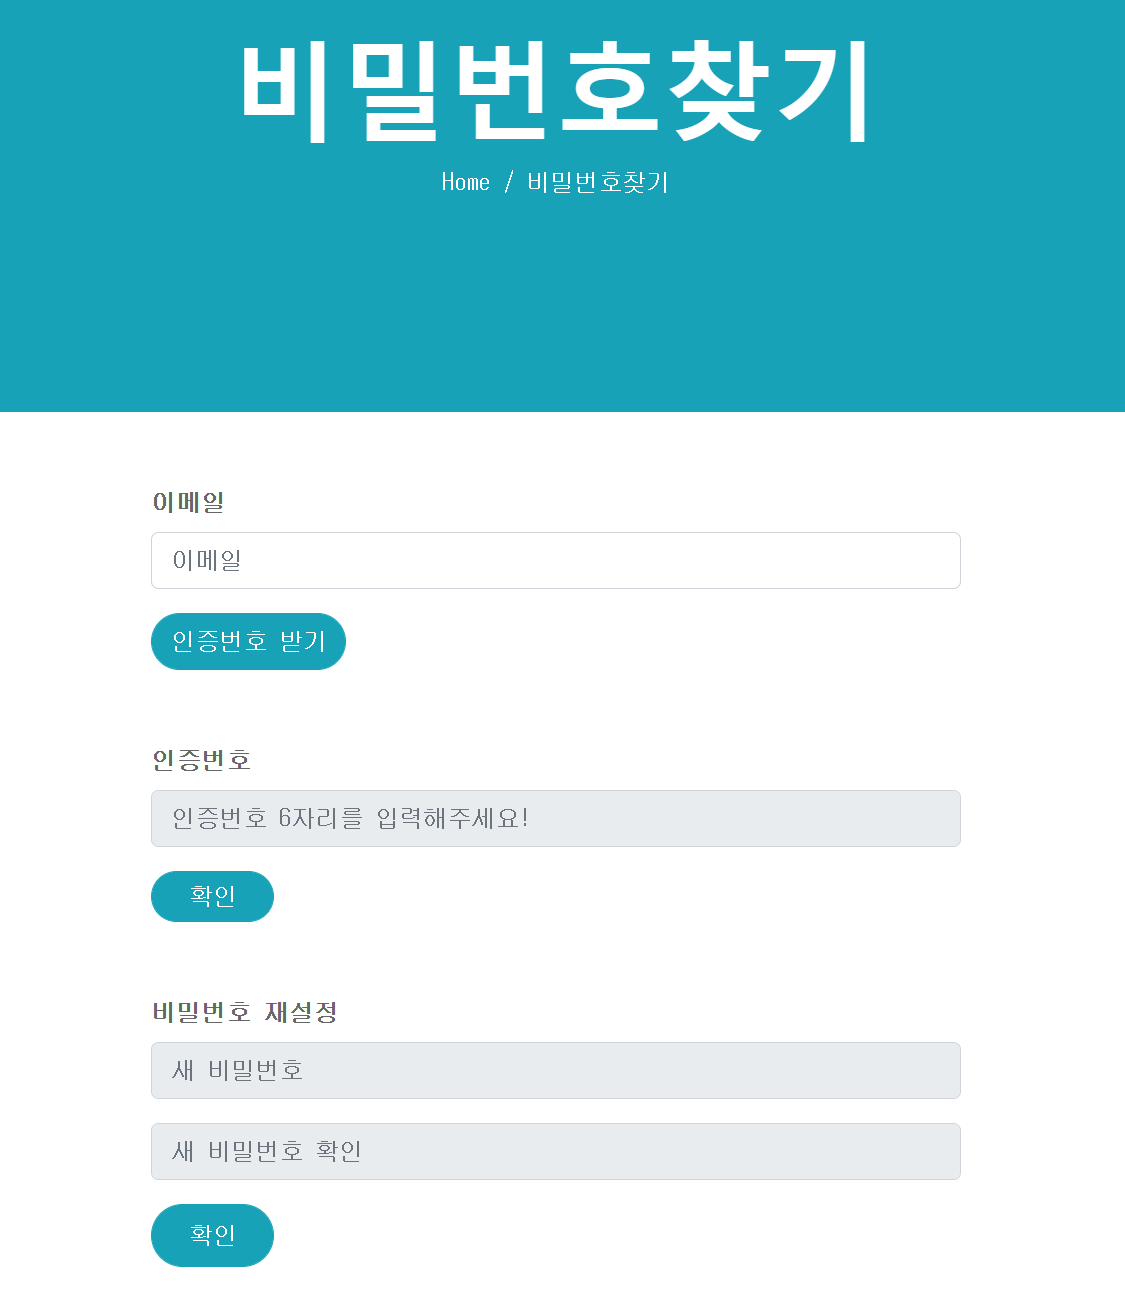 비밀번호찾기
Home / 비밀번호찾기
이메일
이메일
인증번호 받기
인증번호
인증번호 6자리를 입력해주세요!
확인
비밀번호 재설정
새 비밀번호
새 비밀번호 확인
확인